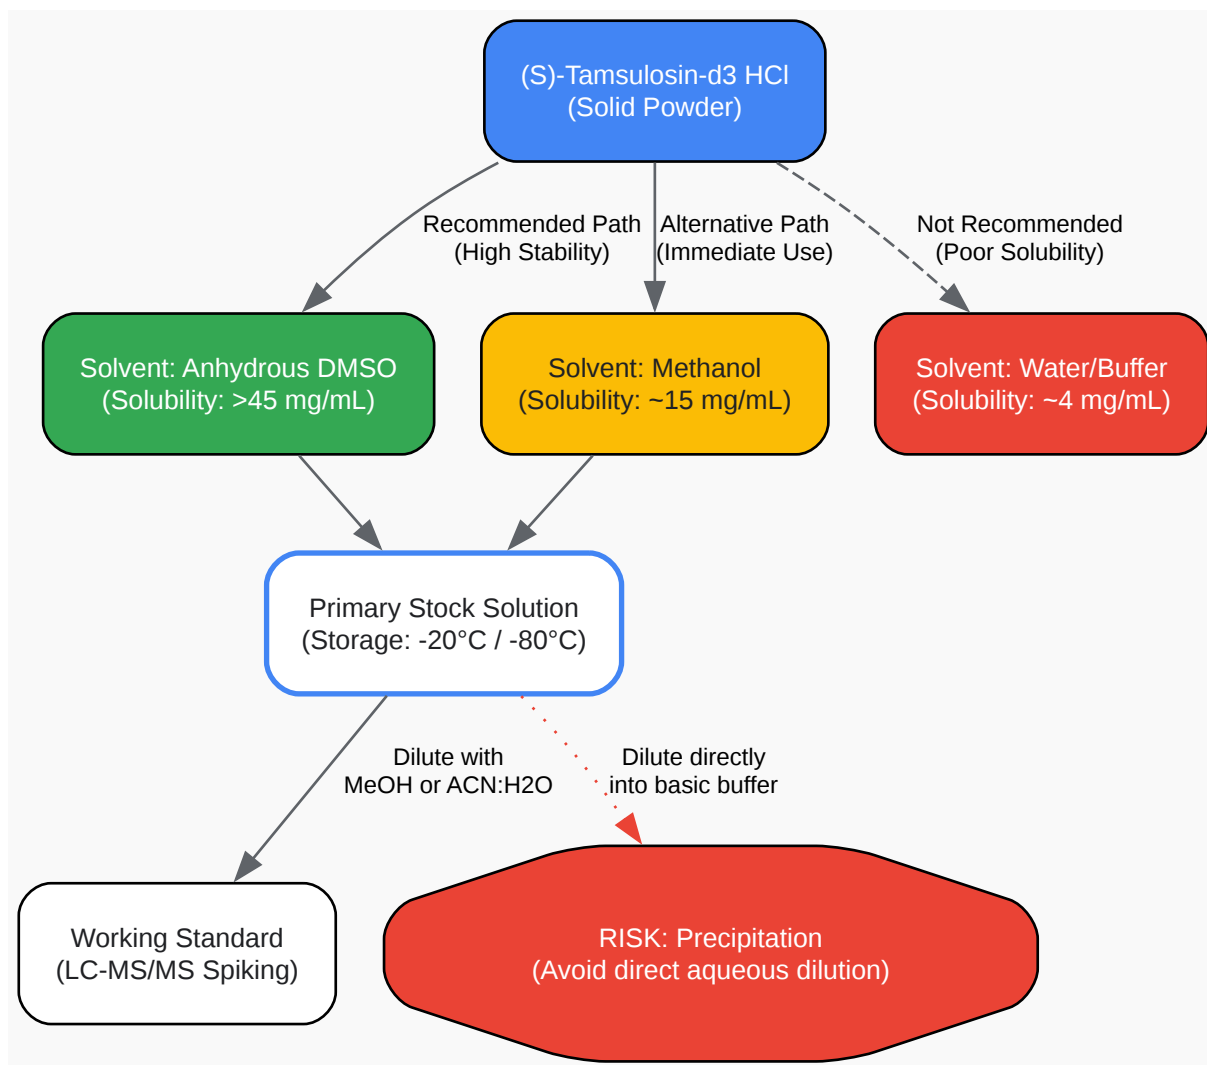 (S)-Tamsulosin-d3 HCl
(Solid Powder)
Recommended Path
(High Stability)
Alternative Path
(Immediate Use)
Not Recommended
(Poor Solubility)
Solvent: Anhydrous DMSO
(Solubility: >45 mg/mL)
Solvent: Methanol
(Solubility: ~15 mg/mL)
Solvent: Water/Buffer
(Solubility: ~4 mg/mL)
Primary Stock Solution
(Storage: -20°C / -80°C)
Dilute with
MeOH or ACN:H2O
Dilute directly
into basic buffer
Working Standard
(LC-MS/MS Spiking)
RISK: Precipitation
(Avoid direct aqueous dilution)